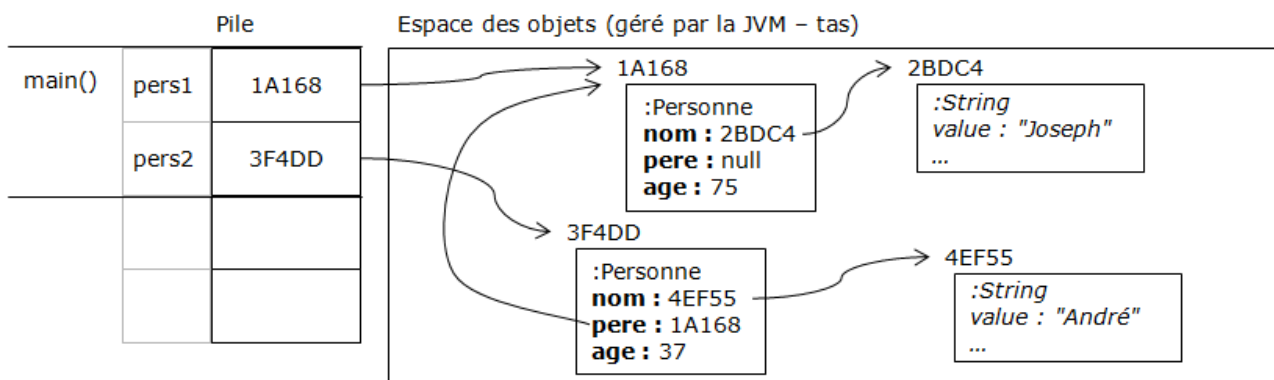 Pile
Espace des objets (géré par la JVM – tas)
main()
pers1
1A168
pers2
3F4DD
1A168
:Personne
nom : 2BDC4
pere : null
age : 75
2BDC4
:String
value : "Joseph"
...
3F4DD
:Personne
nom : 4EF55
pere : 1A168
age : 37
4EF55
:String
value : "André"
...